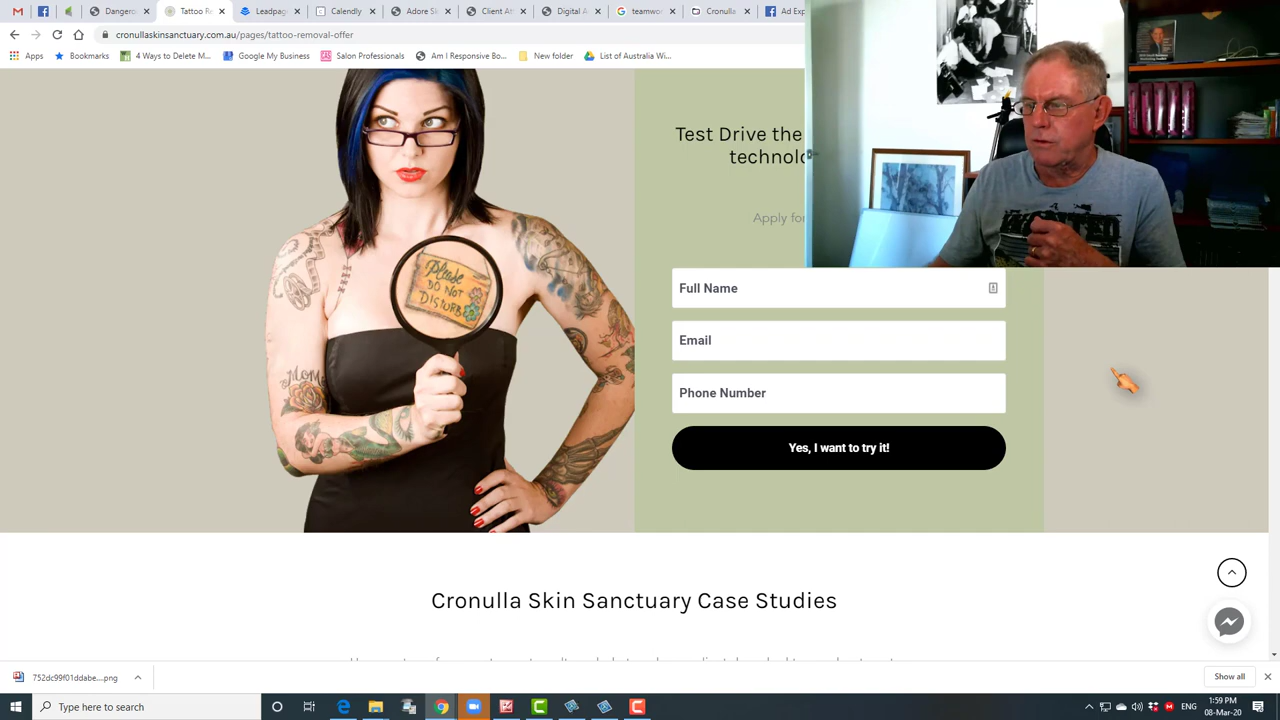 Dangerc
Tattoo Re
Leadpag
Calendly
Adore Sk
Client At
Digital A
teamwo
Cronulla
Ad Exp
cronullaskinsanctuary.com.au/pages/tattoo-removal-offer
Apps
Bookmarks
4 Ways to Delete M...
Google My Business
Salon Professionals
Am I Responsive Bo...
New folder
List of Australia Wi...
Test Drive the
technolo
Apply for
Please
DO NOT
DISTURB
Mom
Full Name
Email
Phone Number
Yes, I want to try it!
Cronulla Skin Sanctuary Case Studies
752dc99f01ddabe....png
Show all
Type here to search
ENG
1:59 PM
08-Mar-20